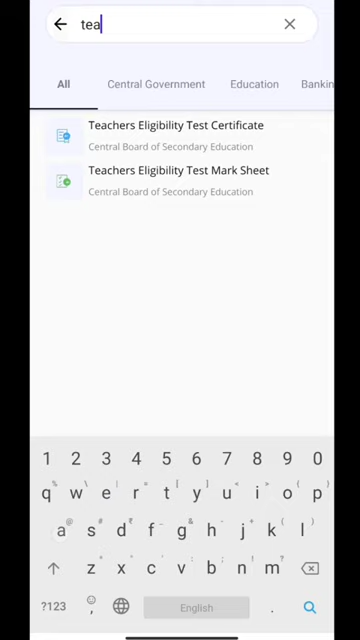 tea
All Central Government Education Bankin
Teachers Eligibility Test Certificate
Central Board of Secondary Education
Teachers Eligibility Test Mark Sheet
Central Board of Secondary Education
1 2 3 4 5 6 7 8 9 0
q w e r t y u i o p
a s d f g h j k l
z x c v b n m
?123 , English .